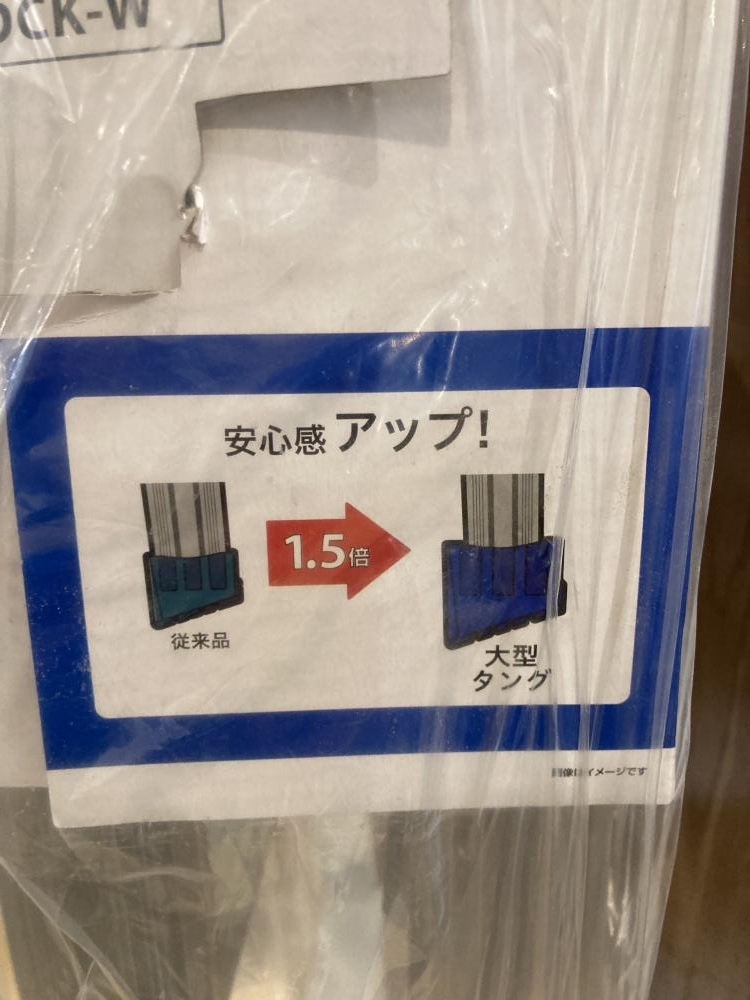 OCK-W
安心感 アップ!
1.5倍
従来品
大型
タング
画像はイメージです